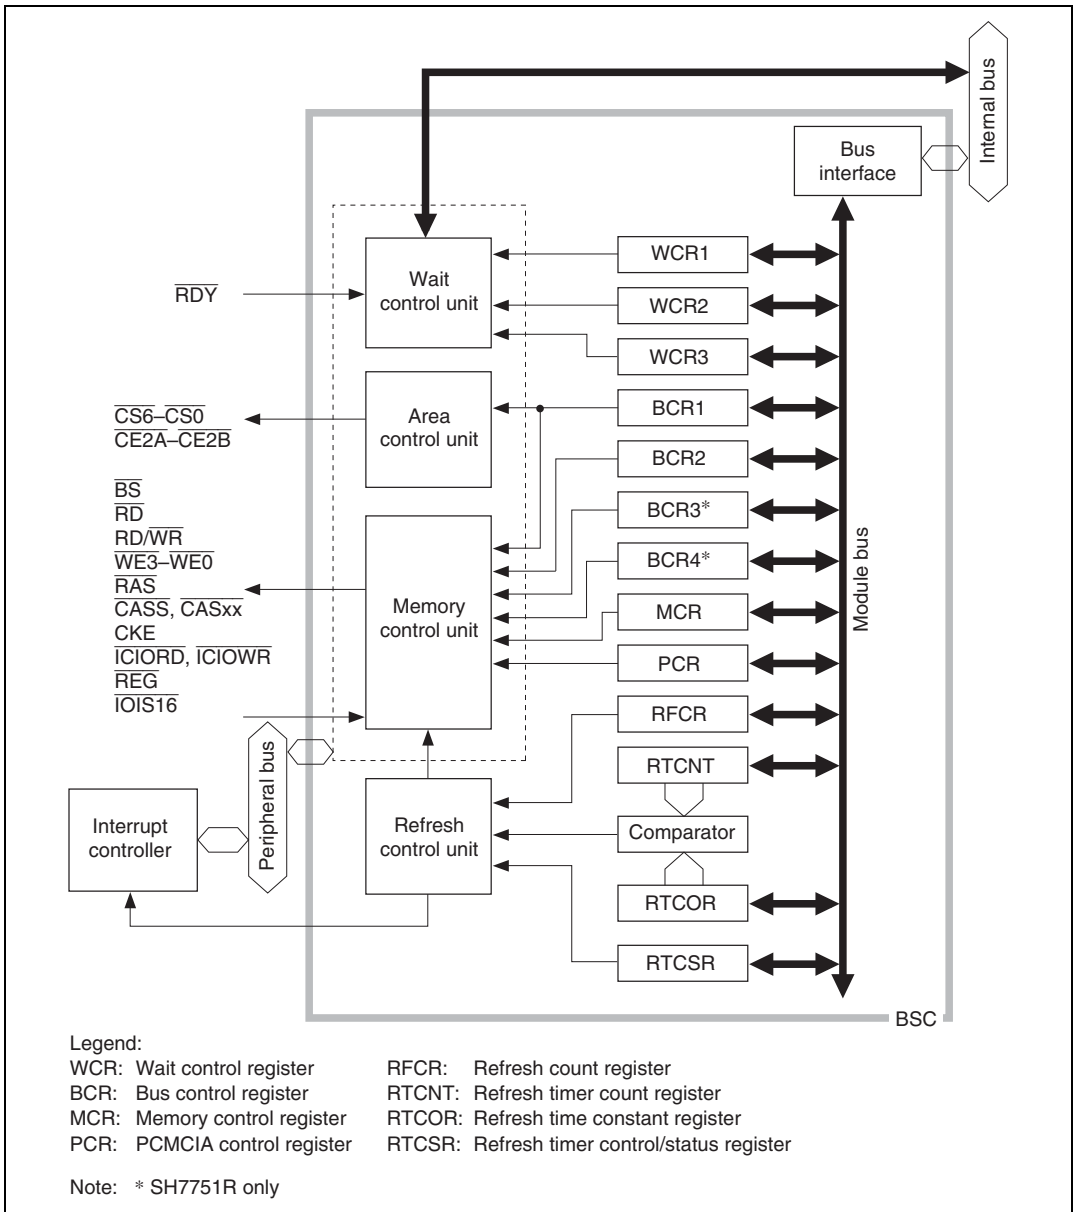 Internal bus
Bus
interface
Wait
control unit
RDY
WCR1
WCR2
WCR3
Area
control unit
CS6–CS0
CE2A–CE2B
BCR1
BCR2
BCR3*
BCR4*
MCR
PCR
RFCR
RTCNT
Comparator
RTCOR
RTCSR
Module bus
BS
RD
RD/WR
WE3–WE0
RAS
CASS, CASxx
CKE
ICIORD, ICIOWR
REG
IOIS16
Memory
control unit
Peripheral bus
Interrupt
controller
Refresh
control unit
BSC
Legend:
WCR: Wait control register
BCR: Bus control register
MCR: Memory control register
PCR: PCMCIA control register
RFCR: Refresh count register
RTCNT: Refresh timer count register
RTCOR: Refresh time constant register
RTCSR: Refresh timer control/status register
Note: * SH7751R only